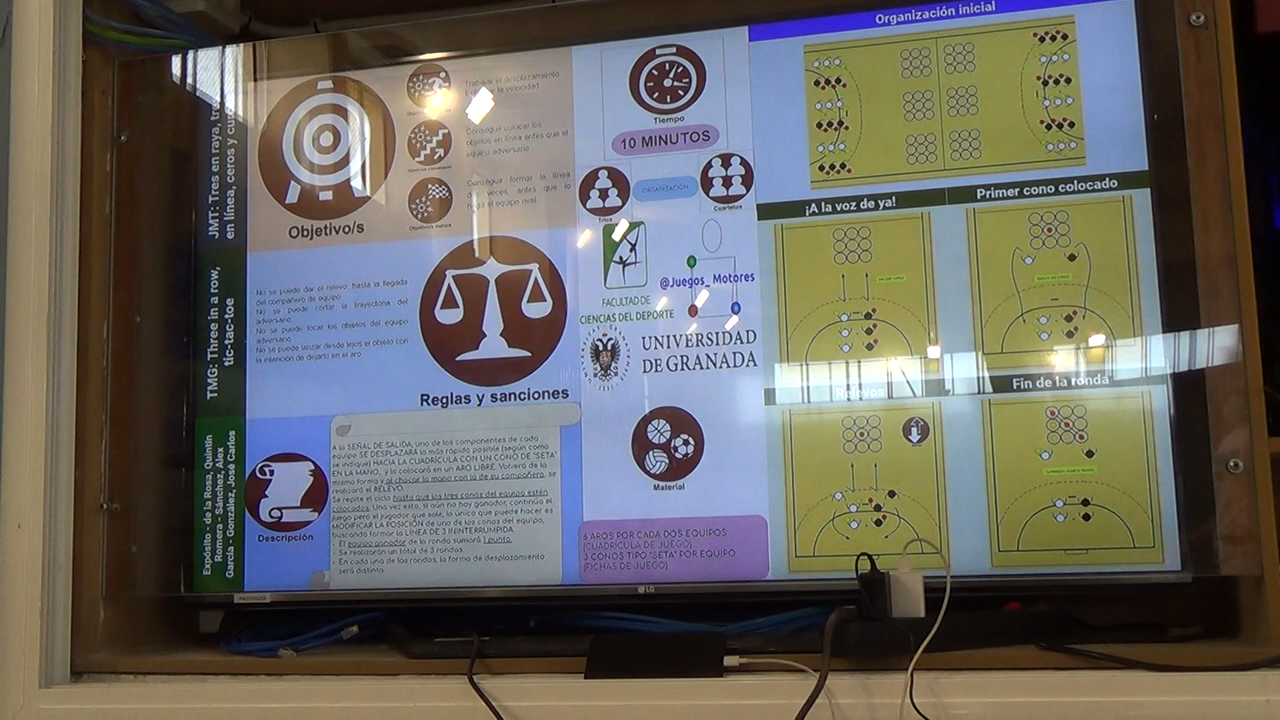 JMT: Tres en raya, tres
en línea, ceros y
TMG: Three in a row,
tic-tac-toe
Expósito - de la Rosa, Quintín
Romera - Sánchez, Alex
García - González, José Carlos
Objetivo/s
Trabajar el desplazamiento
la velocidad.
Conseguir colocar los
objetos en línea antes que el
equipo adversario
Conseguir formar la línea
veces, antes que lo
haga el equipo rival
- No se puede dar el relevo, hasta la llegada
del compañero de equipo
- No se puede cortar la trayectoria del
adversario
- No se puede tocar los objetos del equipo
adversario
- No se puede lanzar desde lejos el objeto con
la intención de dejarlo en el aro
Reglas y sanciones
Descripción
A la SEÑAL DE SALIDA, uno de los componentes de cada
equipo SE DESPLAZARÁ lo más rápido posible (según como
se indique) HACIA LA CUADRÍCULA CON UN CONO DE "SETA"
EN LA MANO, y lo colocará en un ARO LIBRE. Volverá de la
misma forma y al chocar la mano con la de su compañero, se
realizará el RELEVO.
Se repite el ciclo hasta que los tres conos del equipo estén
colocados. Una vez esto, si aún no hay ganador, continúa el
juego pero el jugador que sale, lo único que puede hacer es
MODIFICAR LA POSICIÓN de uno de los conos del equipo,
buscando formar la LÍNEA DE 3 ININTERRUMPIDA.
- El equipo ganador de la ronda sumará 1 punto.
- Se realizarán un total de 3 rondas.
- En cada una de las rondas, la forma de desplazamiento
será distinta.
Tiempo
10 MINUTOS
ORGANIZACIÓN
Tríos
Cuartetos
@Juegos_Motores
FACULTAD DE
CIENCIAS DEL DEPORTE
UNIVERSIDAD
DE GRANADA
Material
6 AROS POR CADA DOS EQUIPOS
(CUADRÍCULA DE JUEGO)
3 CONOS TIPO "SETA" POR EQUIPO
(FICHAS DE JUEGO)
Organización inicial
¡A la voz de ya!
Primer cono colocado
Relevos
Fin de la ronda
LG